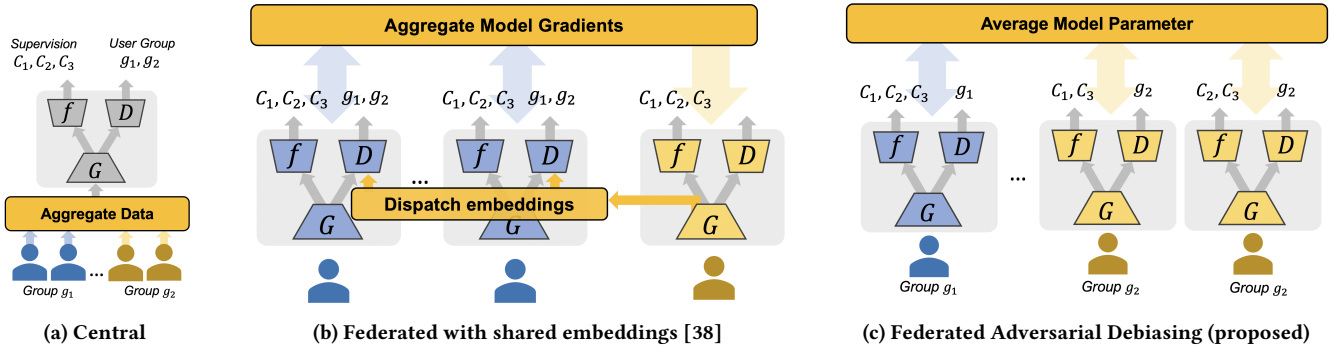 Supervision
User Group
C₁, C₂, C₃
g₁, g₂
f
D
G
Aggregate Data
...
Group g₁
Group g₂
(a) Central
Aggregate Model Gradients
C₁, C₂, C₃ g₁, g₂
C₁, C₂, C₃ g₁, g₂
C₁, C₂, C₃
f D
f D
f D
...
Dispatch embeddings
G
G
G
(b) Federated with shared embeddings [38]
Average Model Parameter
C₁, C₂, C₃ g₁
C₁, C₃ g₂
C₂, C₃ g₂
f D
f D
f D
...
G
G
G
Group g₁
Group g₂
Group g₂
(c) Federated Adversarial Debiasing (proposed)